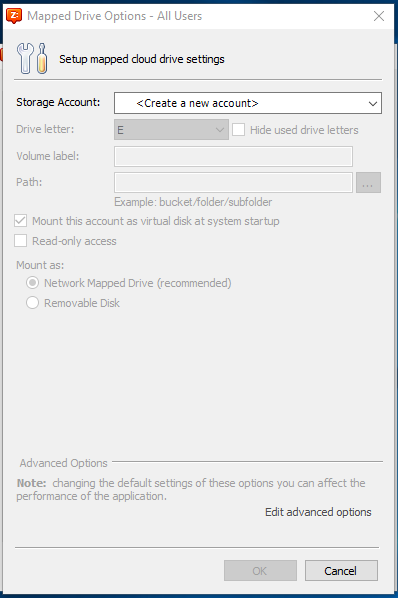 Z:
Mapped Drive Options - All Users
Setup mapped cloud drive settings
Storage Account: <Create a new account>
Drive letter: E Hide used drive letters
Volume label:
Path: ...
Example: bucket/folder/subfolder
Mount this account as virtual disk at system startup
Read-only access
Mount as:
Network Mapped Drive (recommended)
Removable Disk
Advanced Options
Note: changing the default settings of these options you can affect the
performance of the application.
Edit advanced options
OK Cancel